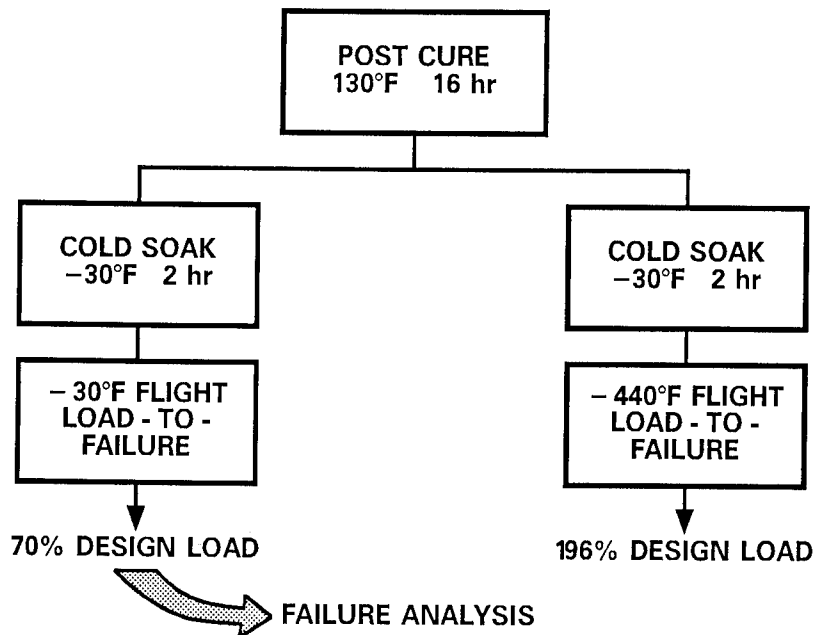 POST CURE
130°F 16 hr
COLD SOAK
−30°F 2 hr
− 30°F FLIGHT
LOAD - TO -
FAILURE
70% DESIGN LOAD
COLD SOAK
−30°F 2 hr
− 440°F FLIGHT
LOAD - TO -
FAILURE
196% DESIGN LOAD
FAILURE ANALYSIS